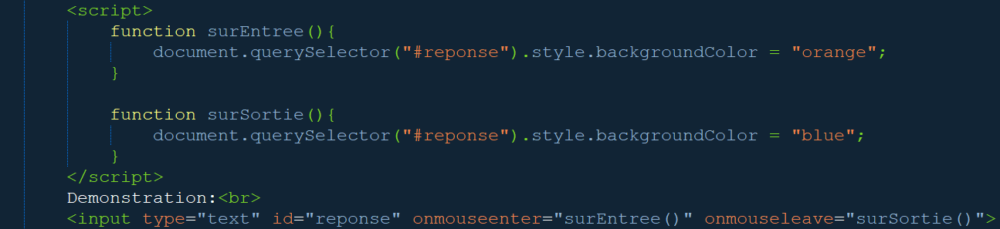 <script>
function surEntree(){
document.querySelector("#reponse").style.backgroundColor = "orange";
}
function surSortie(){
document.querySelector("#reponse").style.backgroundColor = "blue";
}
</script>
Demonstration:<br>
<input type="text" id="reponse" onmouseenter="surEntree()" onmouseleave="surSortie()">